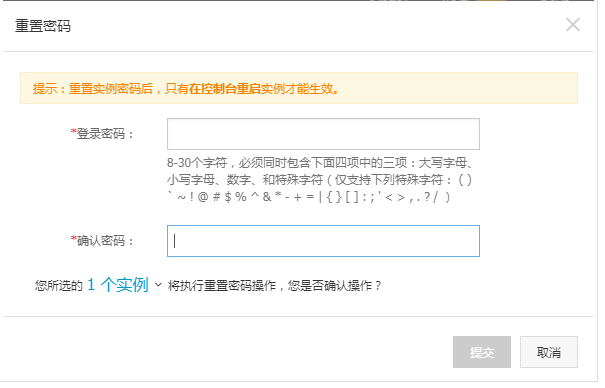 重置密码
提示：重置实例密码后，只有在控制台重启实例才能生效。
*登录密码：
8-30个字符，必须同时包含下面四项中的三项：大写字母、
小写字母、数字、和特殊字符（仅支持下列特殊字符： ( )
` ~ ! @ # $ % ^ & * - + = | { } [ ] : ; ' < > , . ? / ）
*确认密码：
您所选的 1 个实例 将执行重置密码操作，您是否确认操作？
提交 取消